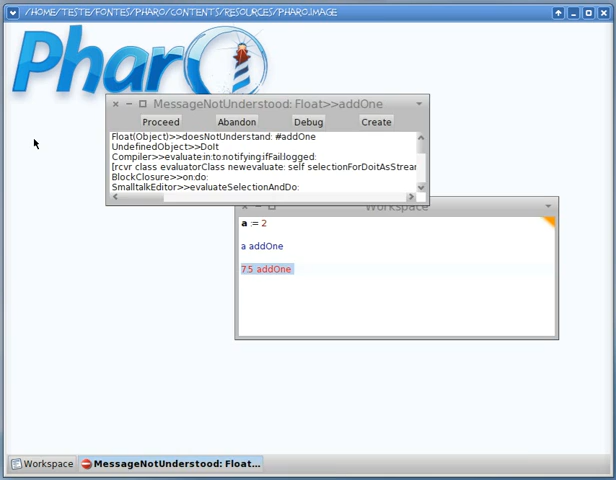 /HOME/TESTE/FONTES/PHARO/CONTENTS/RESOURCES/PHARO.IMAGE
Phar
MessageNotUnderstood: Float>>addOne
Proceed Abandon Debug Create
Float(Object)>>doesNotUnderstand: #addOne
UndefinedObject>>DoIt
Compiler>>evaluate:in:to:notifying:ifFail:logged:
[rcvr class evaluatorClass new evaluate: self selectionForDoitAsStream
BlockClosure>>on:do:
SmalltalkEditor>>evaluateSelectionAndDo:
Workspace
a := 2
a addOne
7.5 addOne
Workspace MessageNotUnderstood: Float...